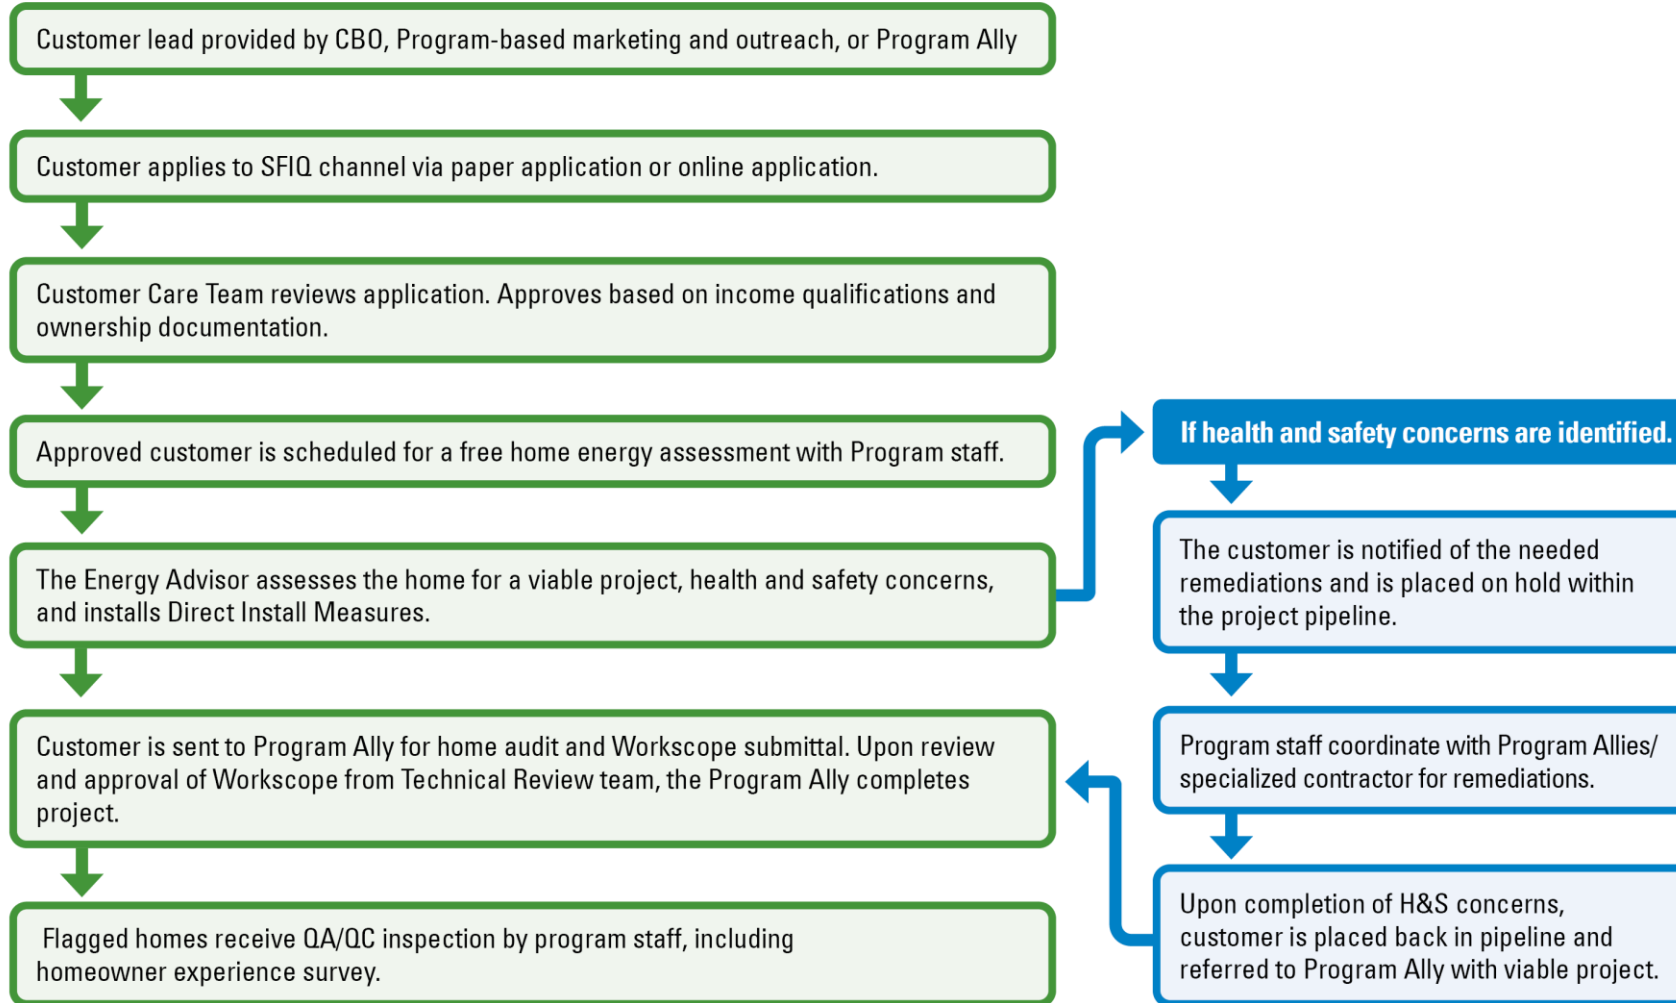 Customer lead provided by CBO, Program-based marketing and outreach, or Program Ally
Customer applies to SFIQ channel via paper application or online application.
Customer Care Team reviews application. Approves based on income qualifications and
ownership documentation.
Approved customer is scheduled for a free home energy assessment with Program staff.
The Energy Advisor assesses the home for a viable project, health and safety concerns,
and installs Direct Install Measures.
Customer is sent to Program Ally for home audit and Workscope submittal. Upon review
and approval of Workscope from Technical Review team, the Program Ally completes
project.
Flagged homes receive QA/QC inspection by program staff, including
homeowner experience survey.
If health and safety concerns are identified.
The customer is notified of the needed
remediations and is placed on hold within
the project pipeline.
Program staff coordinate with Program Allies/
specialized contractor for remediations.
Upon completion of H&S concerns,
customer is placed back in pipeline and
referred to Program Ally with viable project.